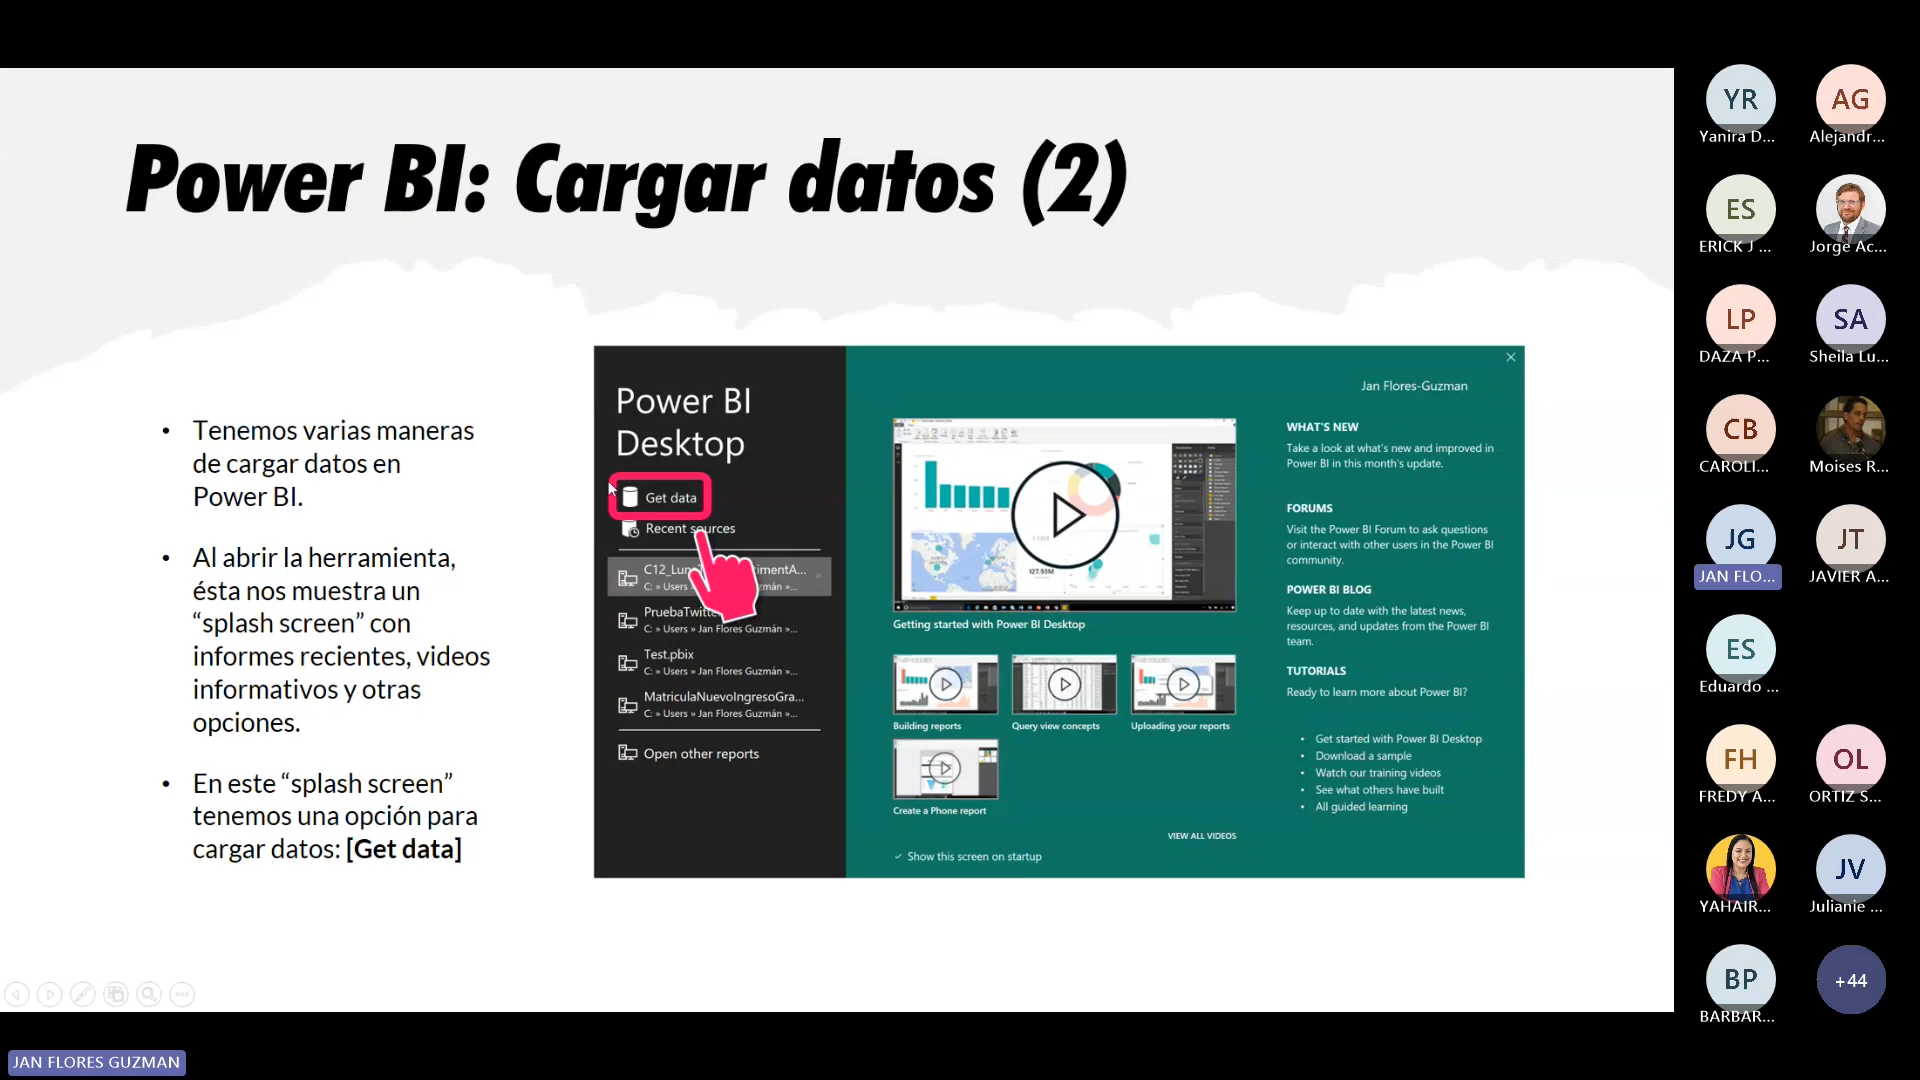 Power BI: Cargar datos (2)
• Tenemos varias maneras
de cargar datos en
Power BI.
• Al abrir la herramienta,
ésta nos muestra un
“splash screen” con
informes recientes, videos
informativos y otras
opciones.
• En este “splash screen”
tenemos una opción para
cargar datos: [Get data]
Power BI
Desktop
Get data
Recent sources
C: » Users »
C: » Users » Jan Flores Guzmán »...
Test.pbix
C: » Users » Jan Flores Guzmán »...
MatriculaNuevoIngresoGra...
C: » Users » Jan Flores Guzmán »...
Open other reports
Jan Flores-Guzman
Getting started with Power BI Desktop
Building reports
Query view concepts
Uploading your reports
Create a Phone report
VIEW ALL VIDEOS
✓ Show this screen on startup
WHAT'S NEW
Take a look at what's new and improved in
Power BI in this month's update.
FORUMS
Visit the Power BI Forum to ask questions
or interact with other users in the Power BI
community.
POWER BI BLOG
Keep up to date with the latest news,
resources, and updates from the Power BI
team.
TUTORIALS
Ready to learn more about Power BI?
• Get started with Power BI Desktop
• Download a sample
• Watch our training videos
• See what others have built
• All guided learning
YR
Yanira D...
AG
Alejandr...
ES
ERICK J ...
Jorge Ac...
LP
DAZA P...
SA
Sheila Lu...
CB
CAROLI...
Moises R...
JG
JAN FLO...
JT
JAVIER A...
ES
Eduardo ...
FH
FREDY A...
OL
ORTIZ S...
YAHAIR...
JV
Julianie ...
BP
BARBAR...
+44
JAN FLORES GUZMAN